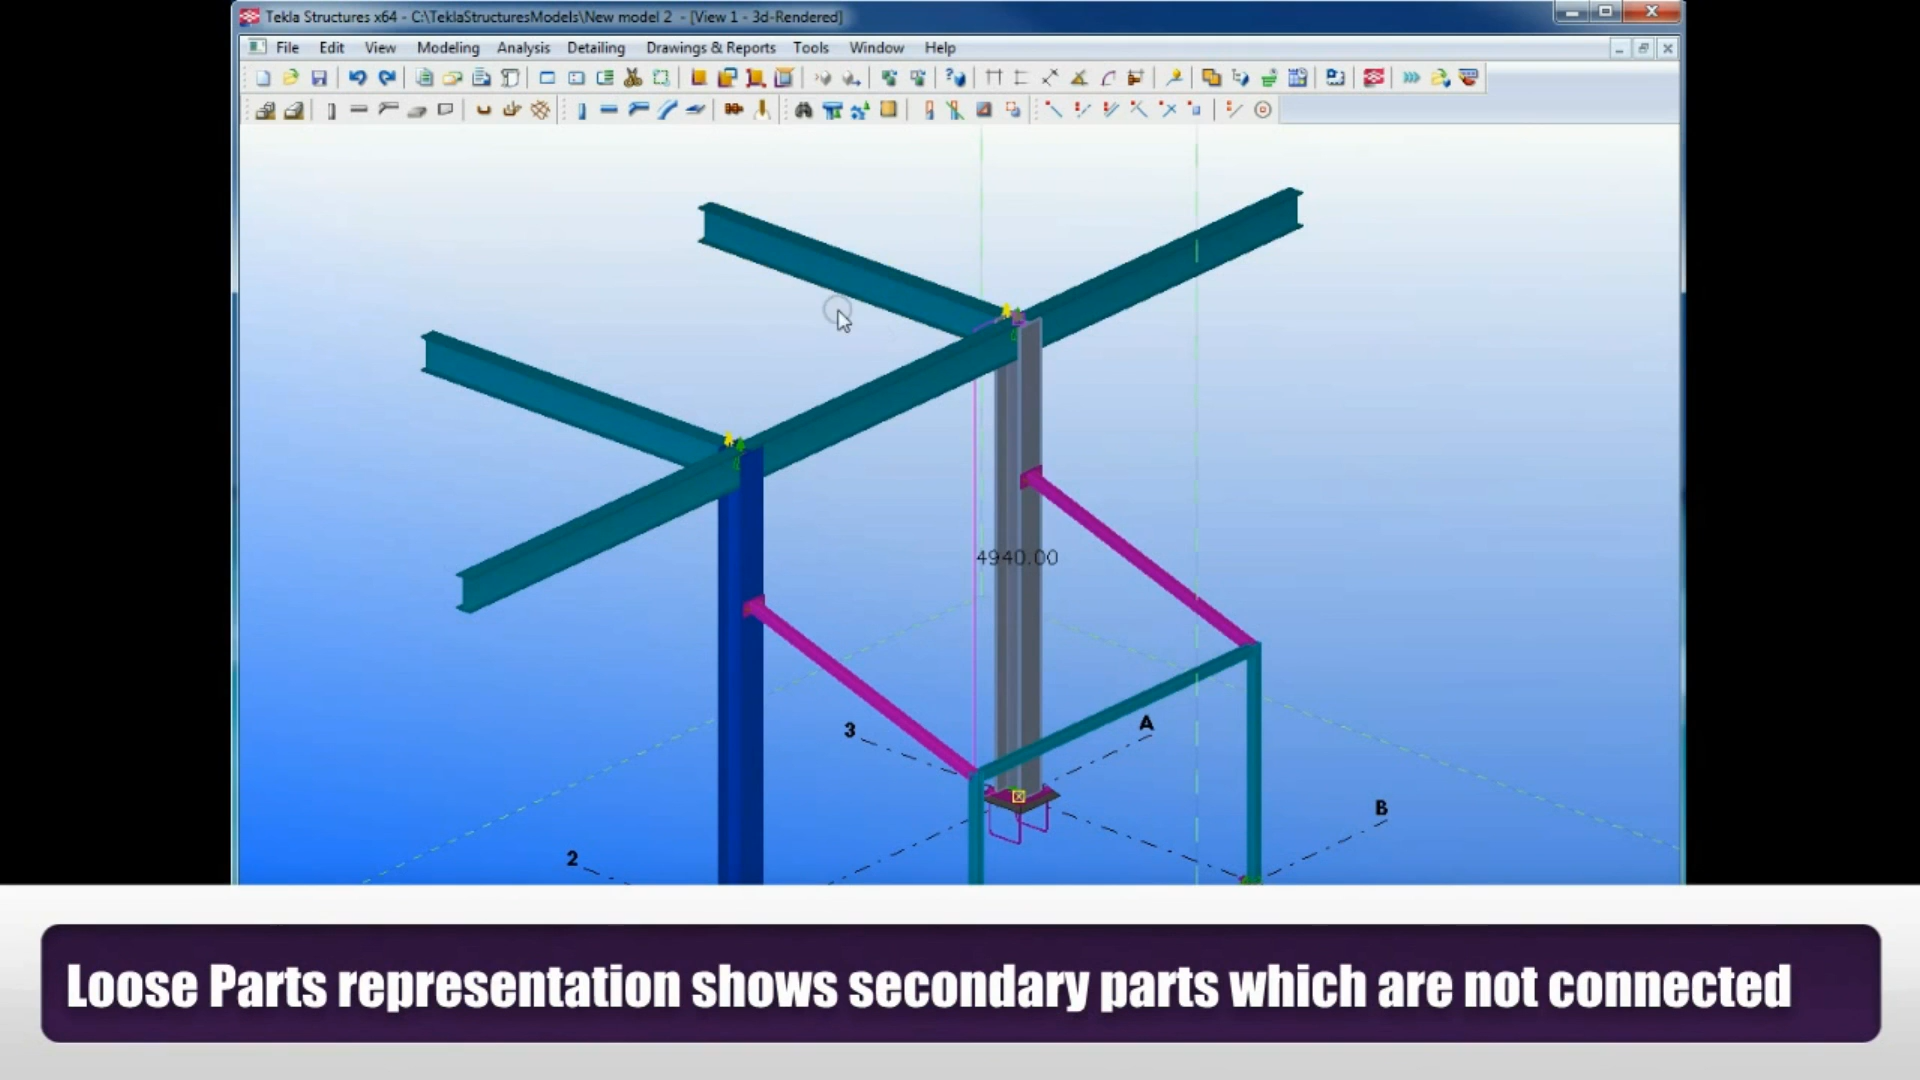 Tekla Structures x64 - C:\TeklaStructuresModels\New model 2 - [View 1 - 3d-Rendered]
File Edit View Modeling Analysis Detailing Drawings & Reports Tools Window Help
4940.00
3 A
B
2
Loose Parts representation shows secondary parts which are not connected